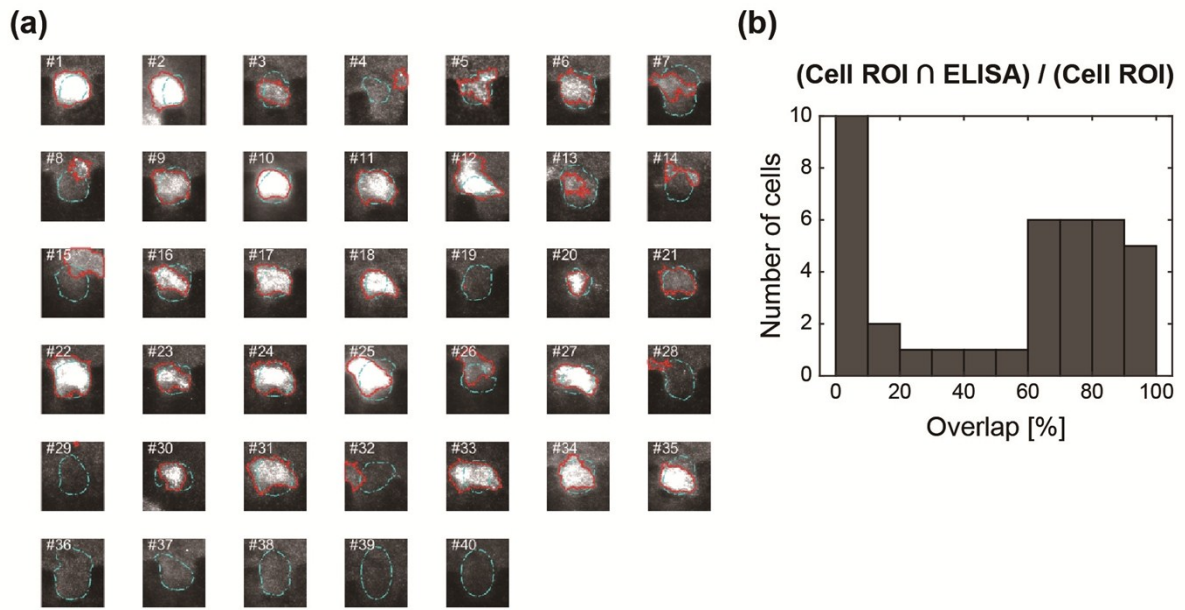 (a)
#1 #2 #3 #4 #5 #6 #7
#8 #9 #10 #11 #12 #13 #14
#15 #16 #17 #18 #19 #20 #21
#22 #23 #24 #25 #26 #27 #28
#29 #30 #31 #32 #33 #34 #35
#36 #37 #38 #39 #40
(b)
(Cell ROI ∩ ELISA) / (Cell ROI)
10
8
6
4
2
0
Number of cells
0 20 40 60 80 100
Overlap [%]